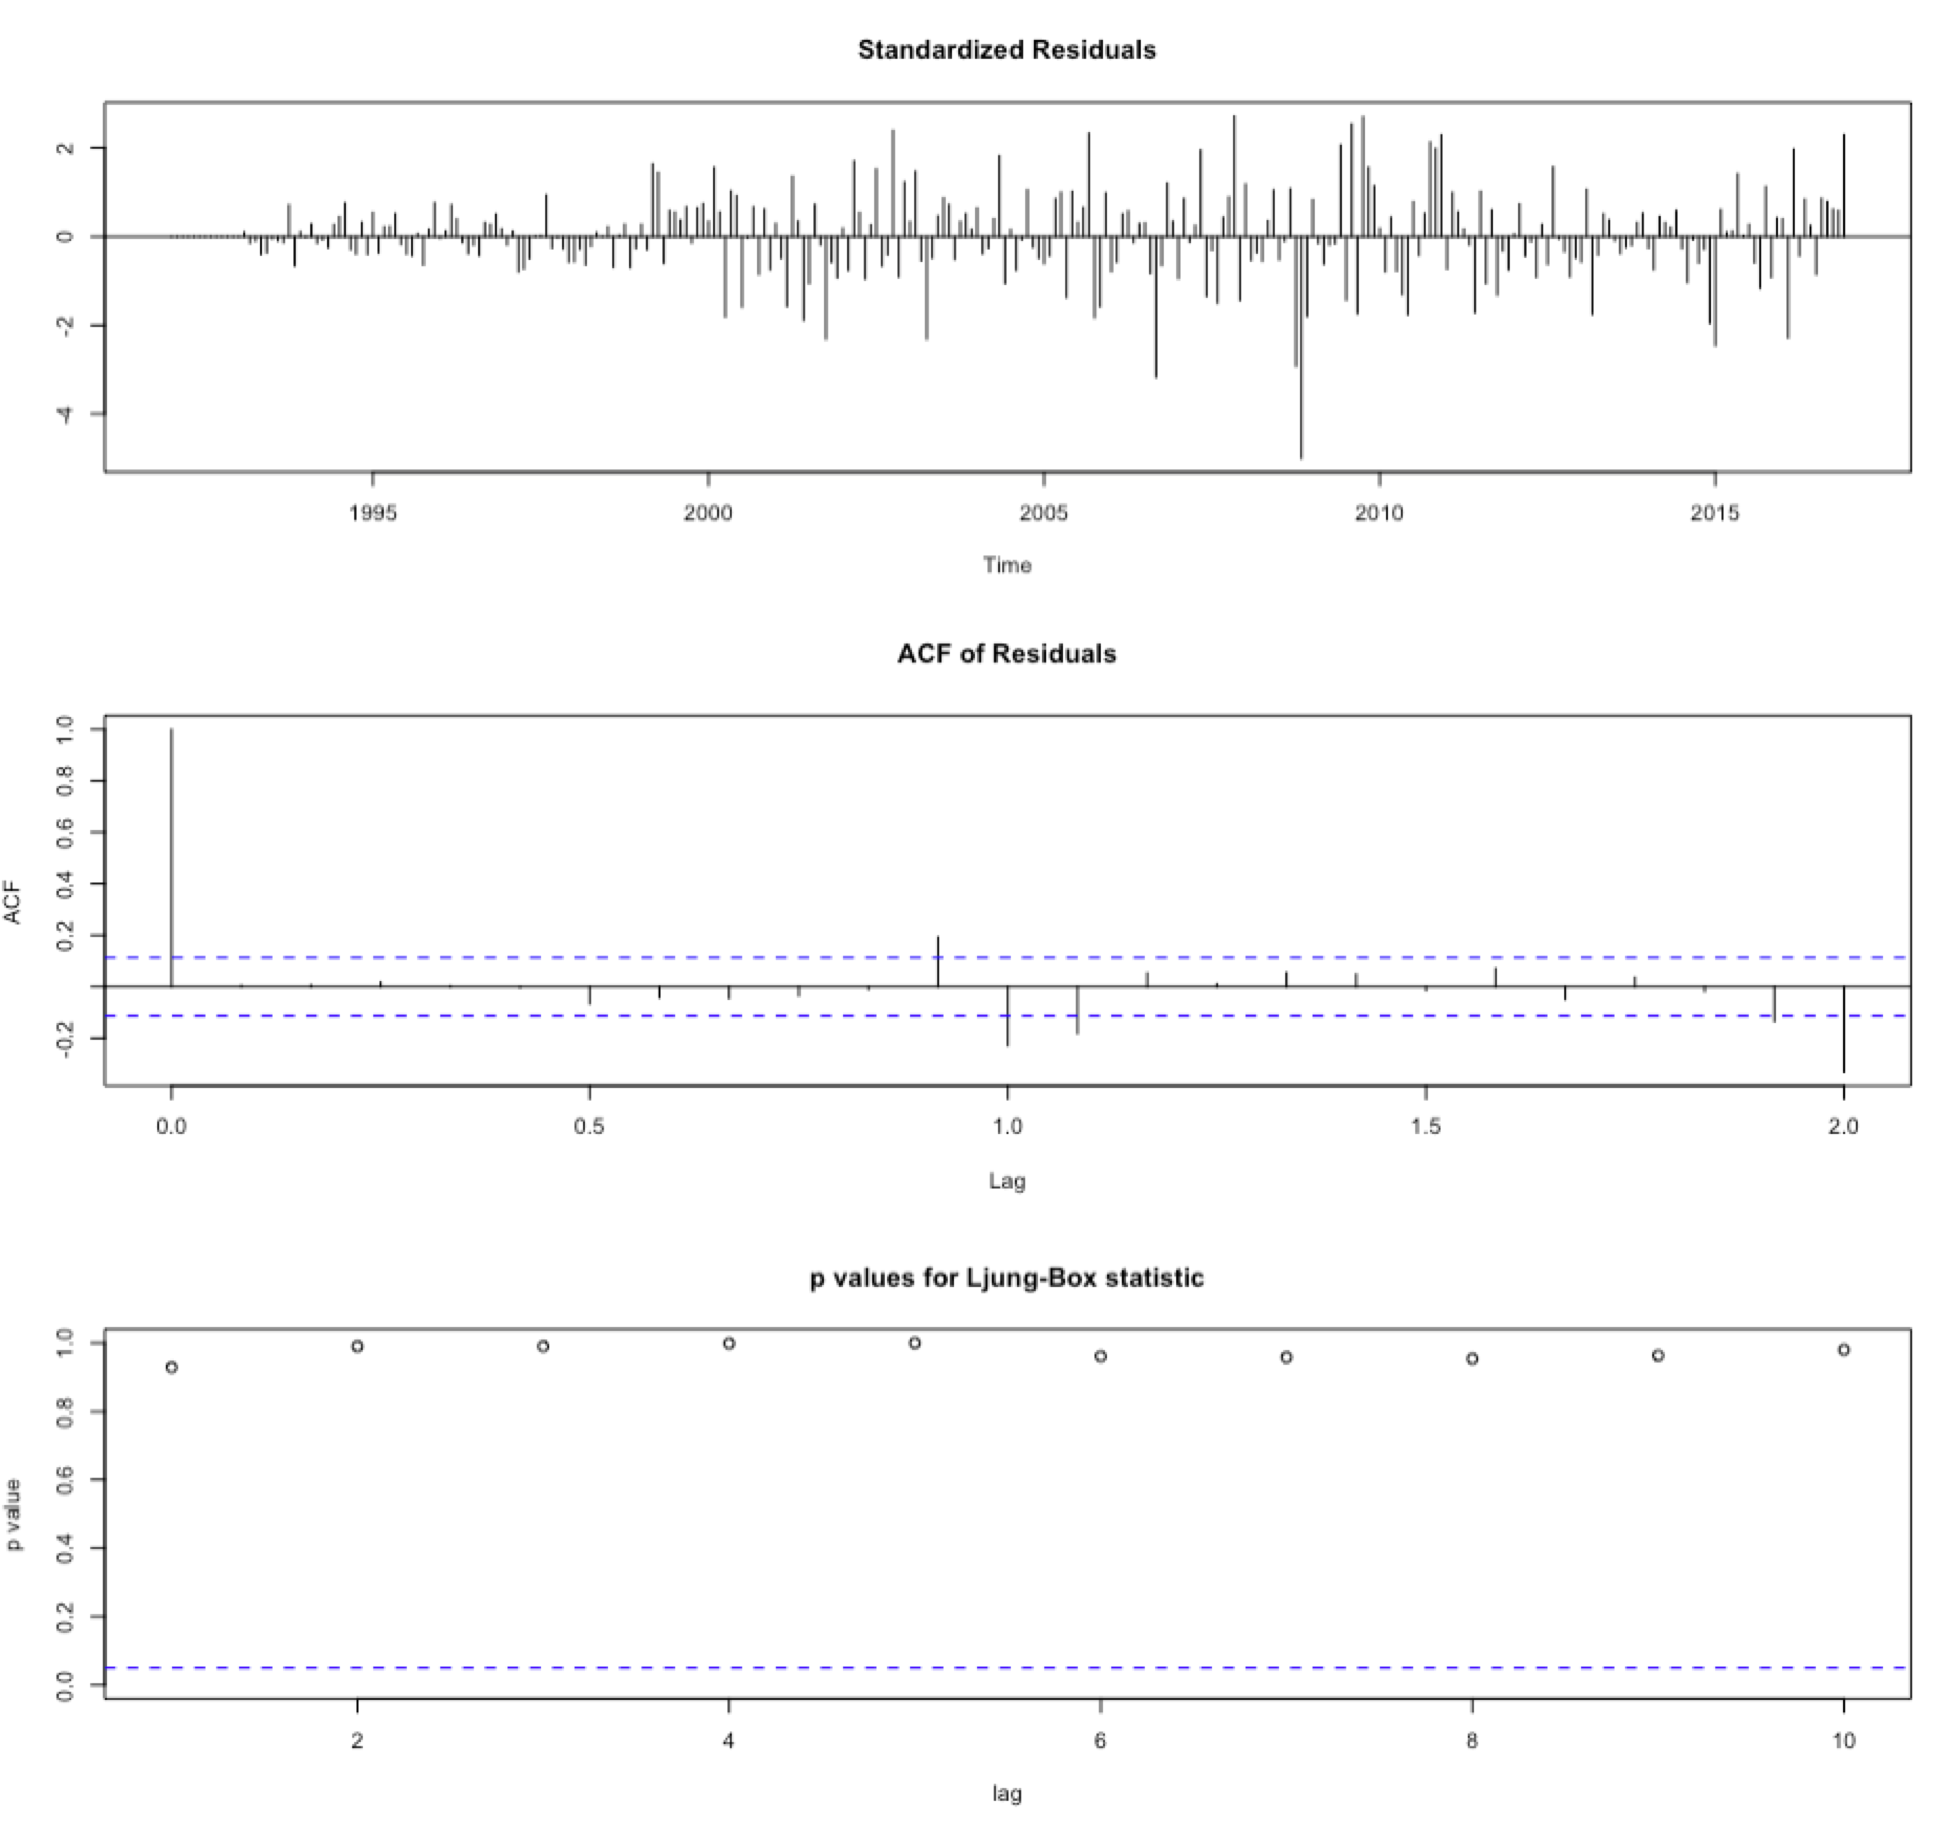 Standardized Residuals
2
0
-2
-4
1995 2000 2005 2010 2015
Time
ACF of Residuals
ACF
1.0
0.8
0.6
0.4
0.2
-0.2
0.0 0.5 1.0 1.5 2.0
Lag
p values for Ljung-Box statistic
p value
1.0
0.8
0.6
0.4
0.2
0.0
2 4 6 8 10
lag